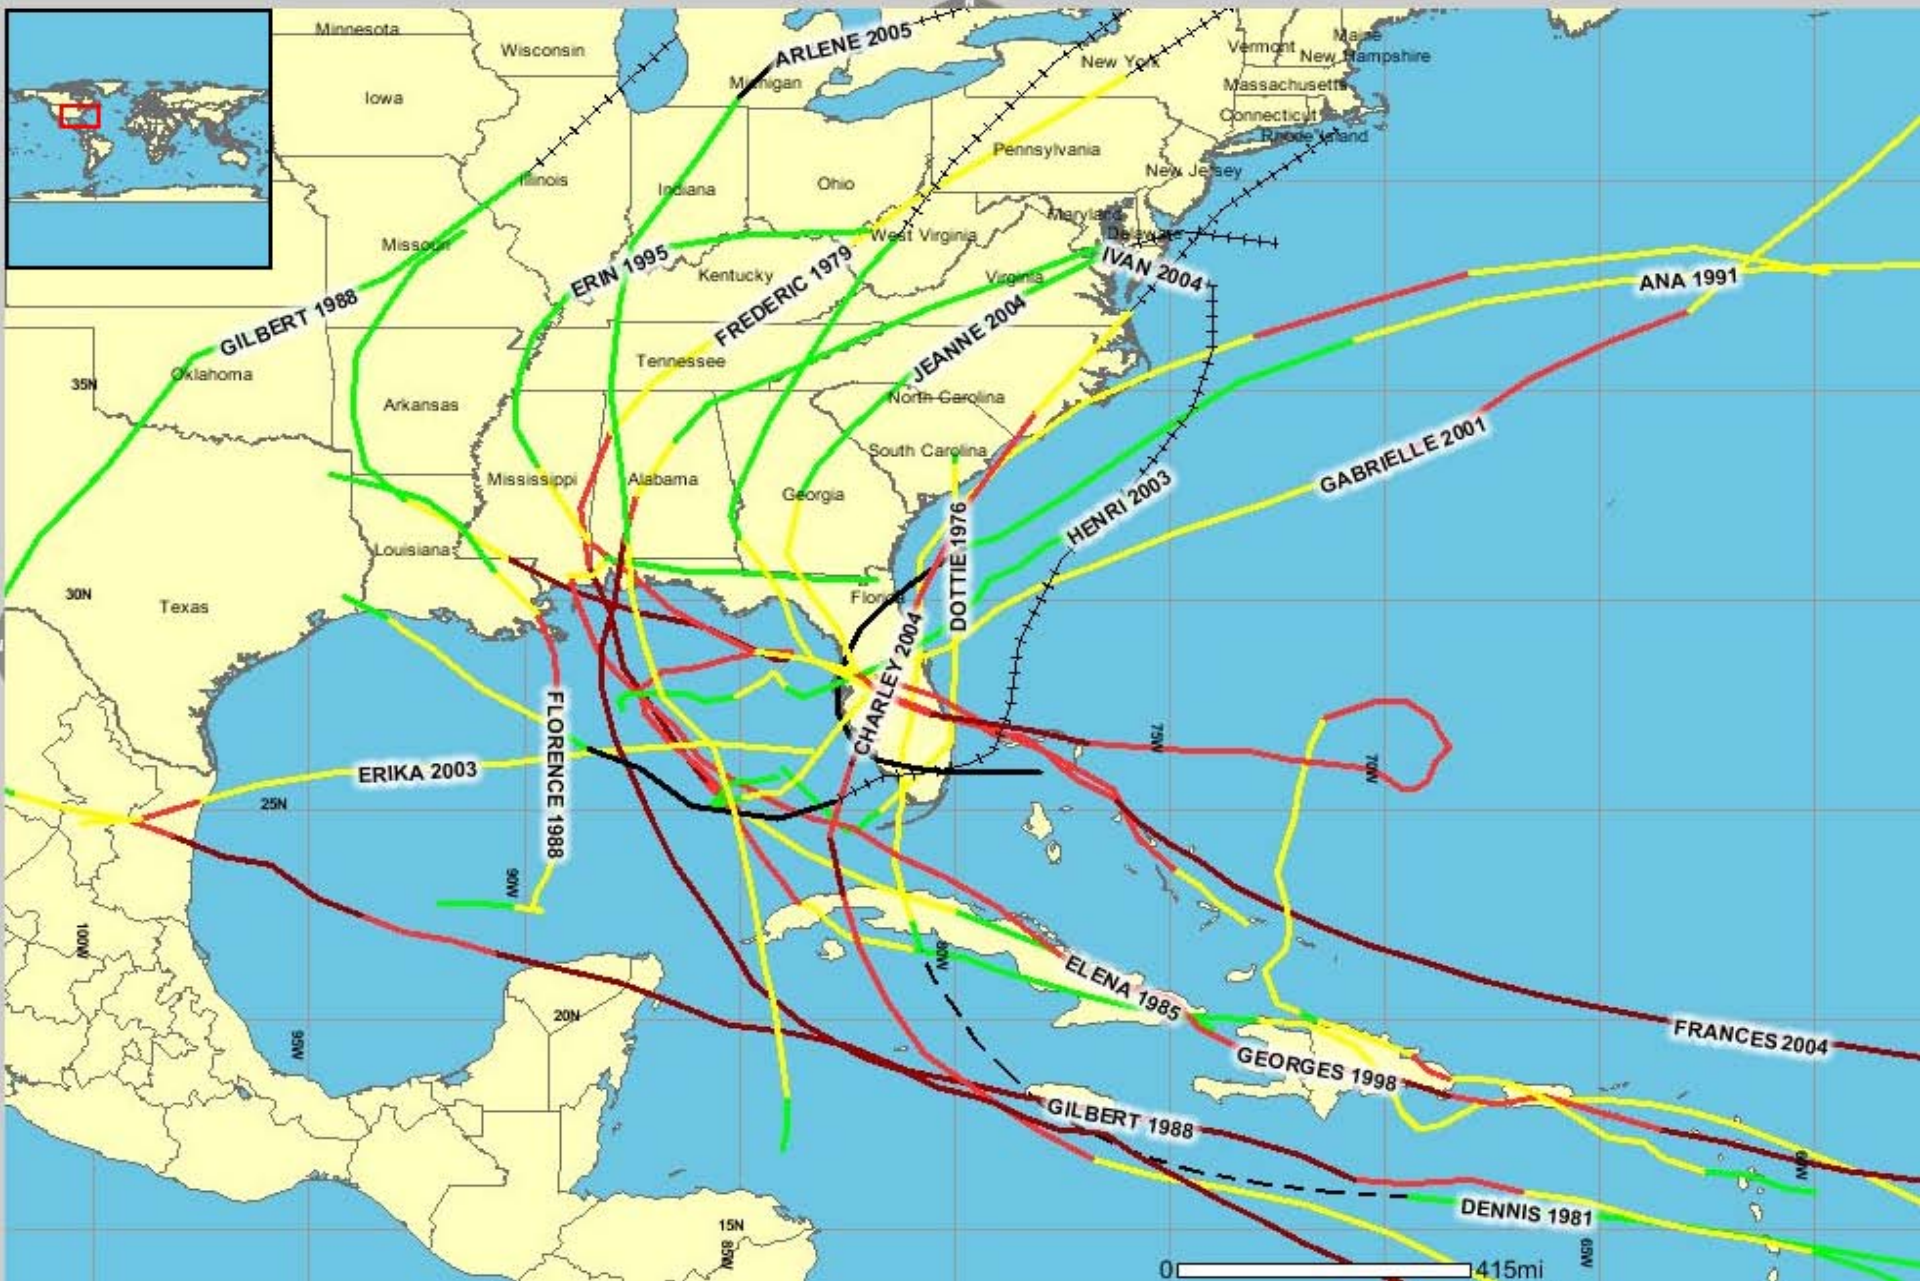 Minnesota
Wisconsin
ARLENE 2005
Michigan
New York
Vermont
Maine
New Hampshire
Massachusetts
Connecticut
Rhode Island
Iowa
Illinois
Indiana
Ohio
Pennsylvania
New Jersey
Maryland
Delaware
Missouri
ERIN 1995
Kentucky
West Virginia
Virginia
IVAN 2004
ANA 1991
GILBERT 1988
FREDERIC 1979
JEANNE 2004
Oklahoma
35N
Arkansas
Tennessee
North Carolina
South Carolina
GABRIELLE 2001
Mississippi
Alabama
Georgia
HENRI 2003
DOTTIE 1976
Louisiana
30N
Texas
Florida
CHARLEY 2004
FLORENCE 1988
75W
70W
ERIKA 2003
25N
90W
100W
80W
ELENA 1985
20N
95W
FRANCES 2004
GEORGES 1998
GILBERT 1988
60W
DENNIS 1981
15N
85W
65W
0
415mi